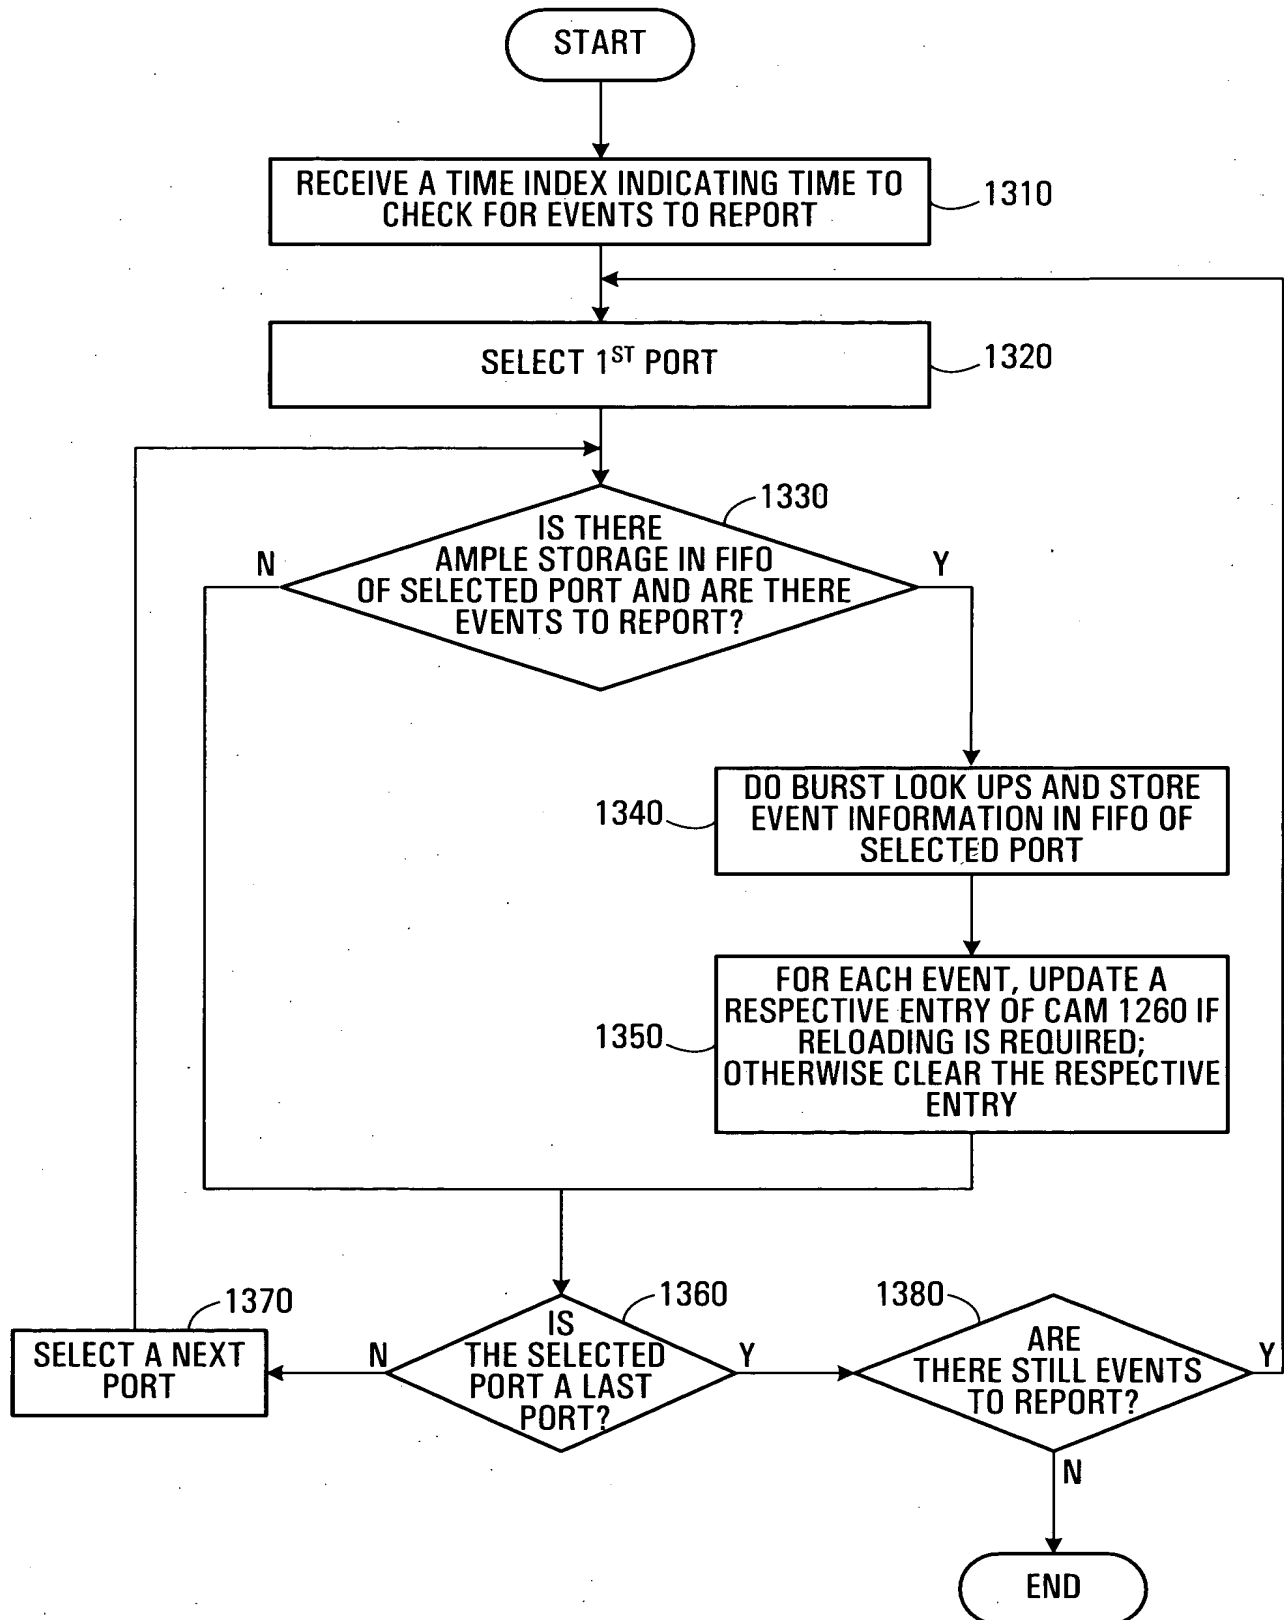 START
RECEIVE A TIME INDEX INDICATING TIME TO
CHECK FOR EVENTS TO REPORT
1310
SELECT 1ST PORT
1320
1330
IS THERE
AMPLE STORAGE IN FIFO
OF SELECTED PORT AND ARE THERE
EVENTS TO REPORT?
N
Y
1340
DO BURST LOOK UPS AND STORE
EVENT INFORMATION IN FIFO OF
SELECTED PORT
1350
FOR EACH EVENT, UPDATE A
RESPECTIVE ENTRY OF CAM 1260 IF
RELOADING IS REQUIRED;
OTHERWISE CLEAR THE RESPECTIVE
ENTRY
1370
SELECT A NEXT
PORT
N
1360
IS
THE SELECTED
PORT A LAST
PORT?
Y
1380
ARE
THERE STILL EVENTS
TO REPORT?
Y
N
END